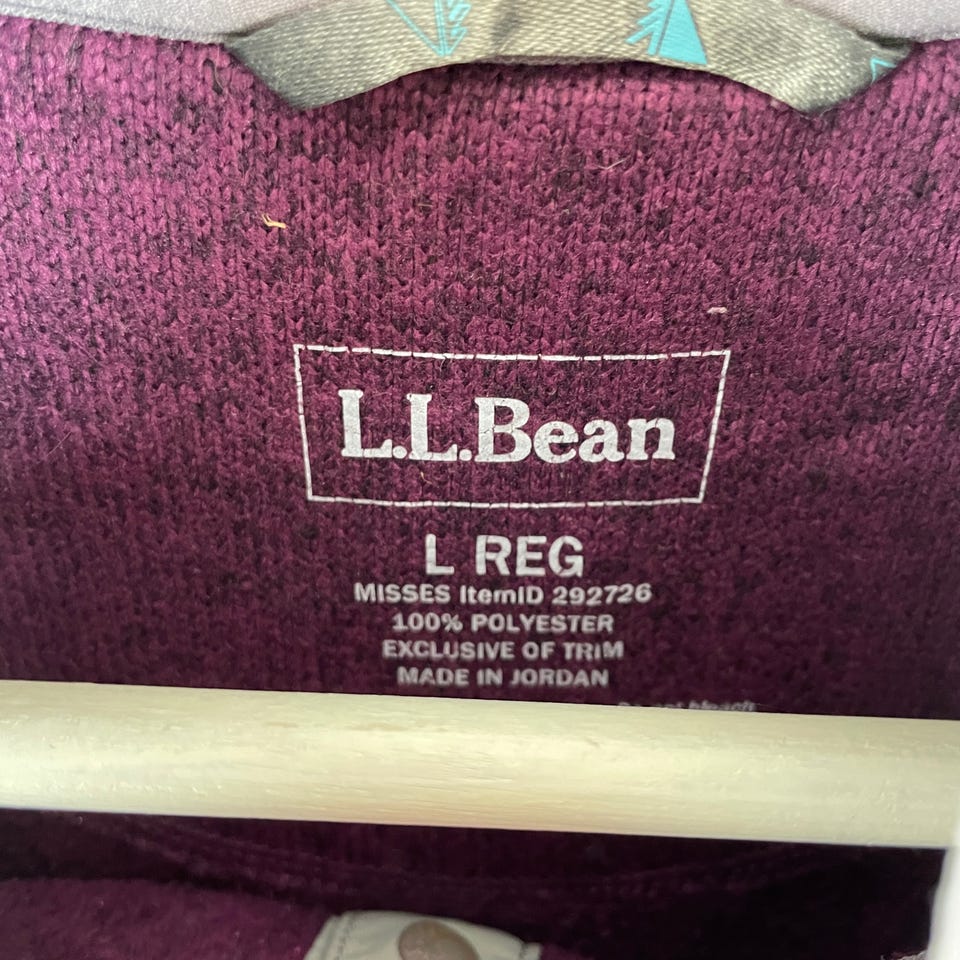 L.L.Bean
L REG
MISSES ItemID 292726
100% POLYESTER
EXCLUSIVE OF TRIM
MADE IN JORDAN